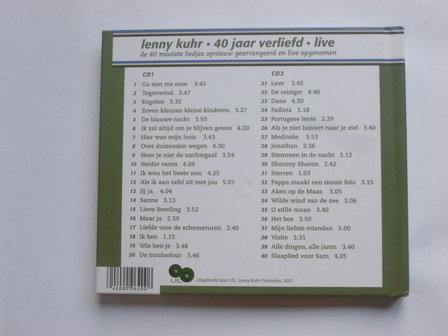 lenny kuhr • 40 jaar verliefd • live
de 40 mooiste liedjes opnieuw gearrangeerd en live opgenomen
CD1
1 Ga met me mee 3.45
2 Tegenwind 3.47
3 Engelen 3.35
4 Zeven kleuren kleine kinderen 3.27
5 De blauwe nacht 3.50
6 Ik zal altijd om je blijven geven 4.20
7 Hier was mijn huis 3.43
8 Over duizenden wegen 4.30
9 Hoor je niet de nachtegaal 3.54
10 Verder varen 4.09
11 Ik wou het liever nou 4.25
12 Als ik aan tafel zit met jou 5.01
13 Jij ja 4.04
14 Sanne 3.13
15 Lieve lieveling 3.52
16 Maar ja 2.50
17 Liefde voor de schemeruren 2.40
18 Ik ben 1.15
19 Wie ben je 3.48
20 De troubadour 3.46
CD2
21 Leve 3.45
22 De reiziger 4.40
23 Dans 4.30
24 Fadista 5.18
25 Portugese lente 2.39
26 Als je niet luistert naar je ziel 3.40
27 Meditatie 3.53
28 Jonathan 2.36
29 Stemmen in de nacht 5.12
30 Sharony Sharon 2.42
31 Sterren 1.03
32 Pappa maakt een mooie foto 3.15
33 Aken op de Maas 3.05
34 Wilde wind van de zee 3.06
35 O stille maan 3.40
36 Het bos 3.50
37 Mijn liefste vrienden 5.00
38 Visite 3.31
39 Alle dingen, alle jaren 3.40
40 Slaaplied voor Sam 4.05
Uitgebracht door UIL, Lenny Kuhr Productions, 2007